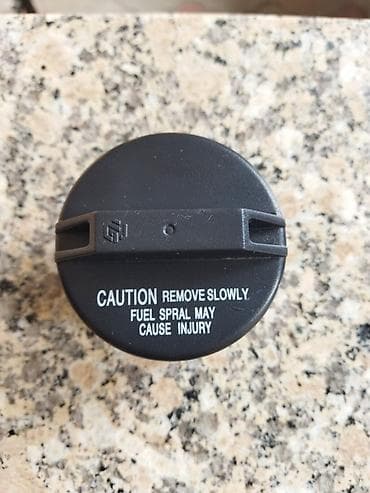 CAUTION REMOVE SLOWLY.
FUEL SPRAL MAY
CAUSE INJURY